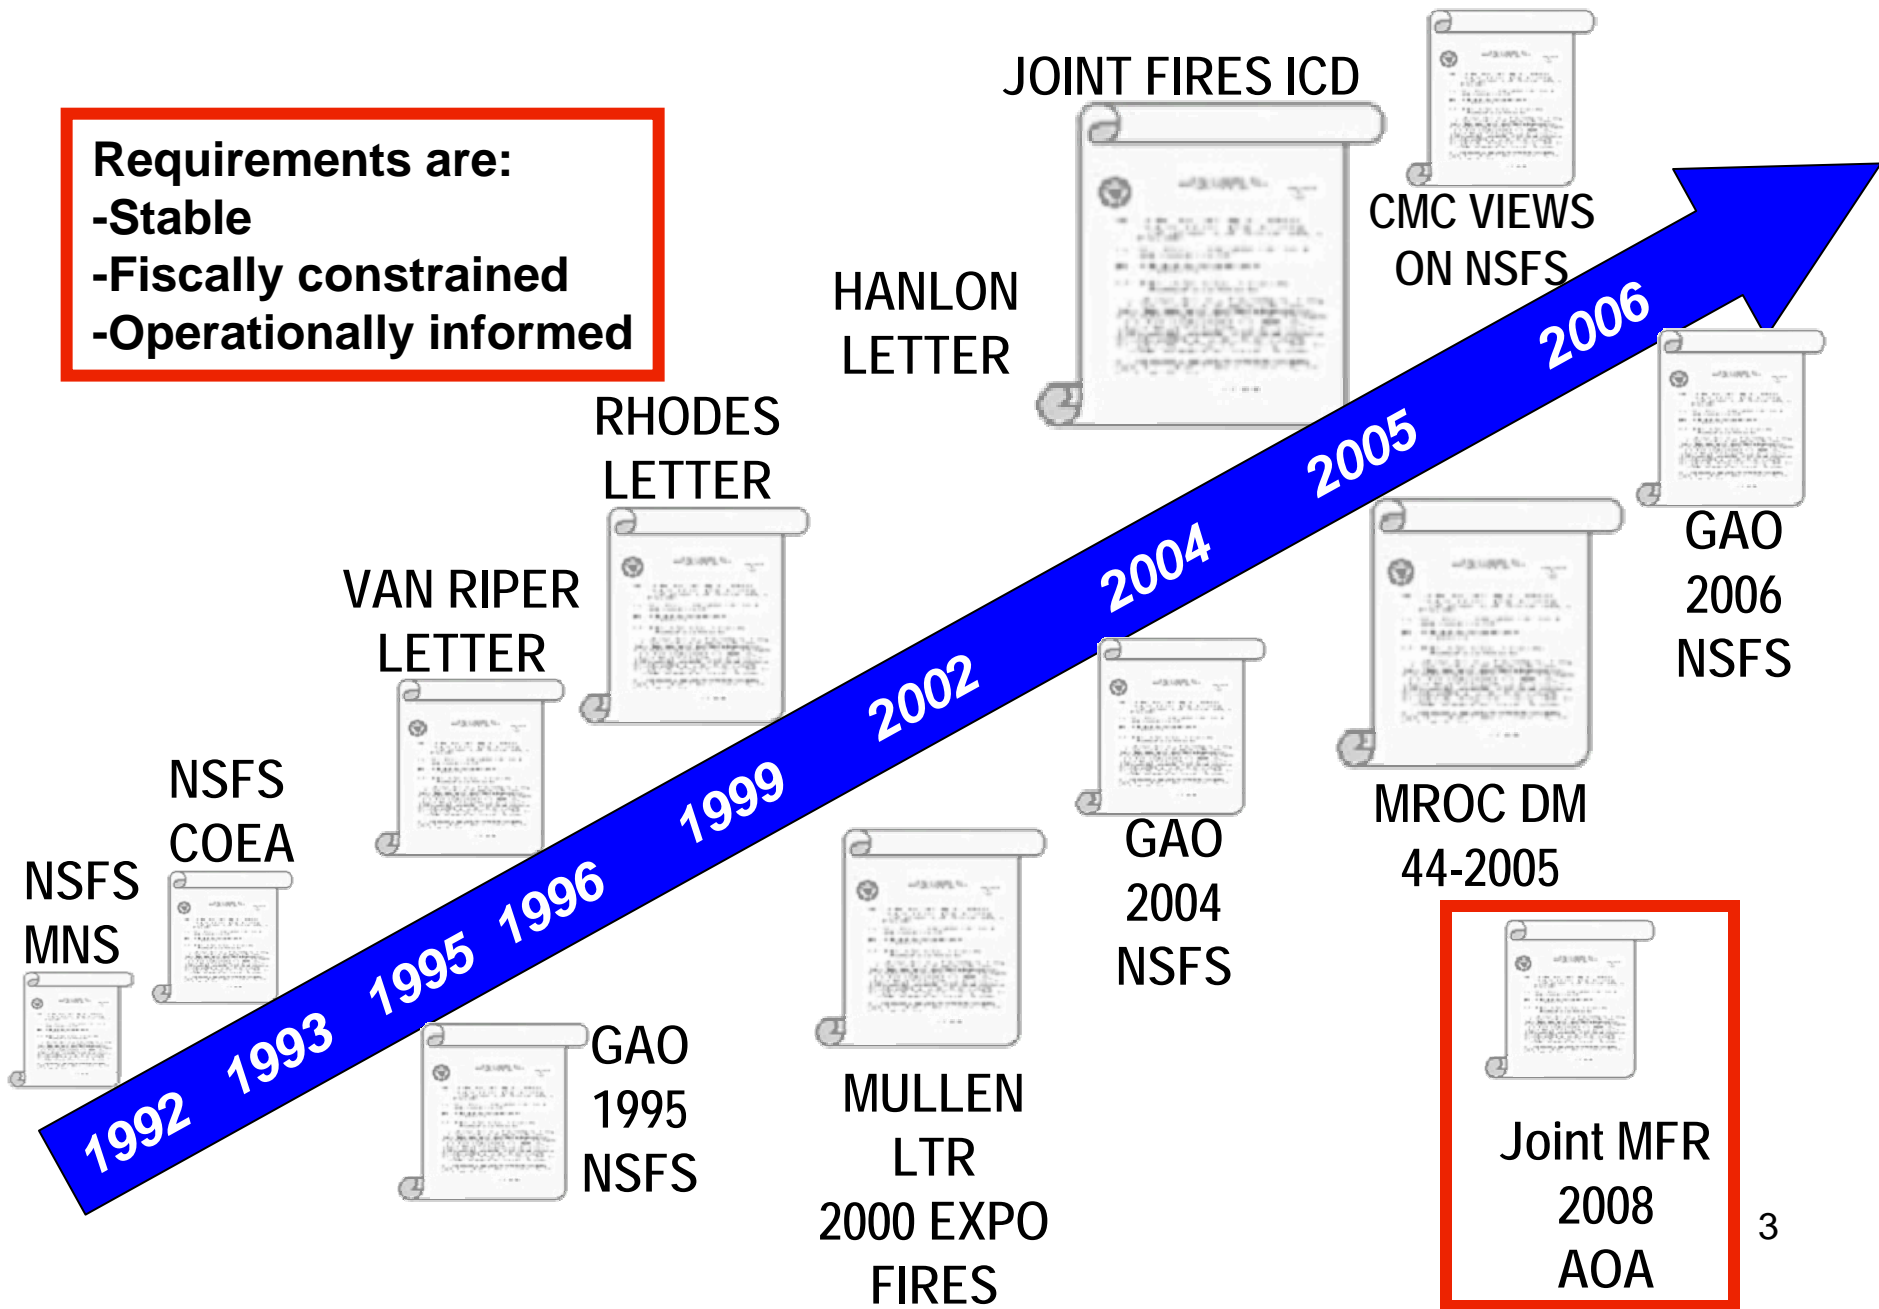 JOINT FIRES ICD
CMC VIEWS
ON NSFS
Requirements are:
-Stable
-Fiscally constrained
-Operationally informed
HANLON
LETTER
RHODES
LETTER
VAN RIPER
LETTER
NSFS
COEA
NSFS
MNS
1992
1993
1995
1996
1999
2002
2004
2005
2006
GAO
1995
NSFS
MULLEN
LTR
2000 EXPO
FIRES
GAO
2004
NSFS
MROC DM
44-2005
GAO
2006
NSFS
Joint MFR
2008
AOA
3